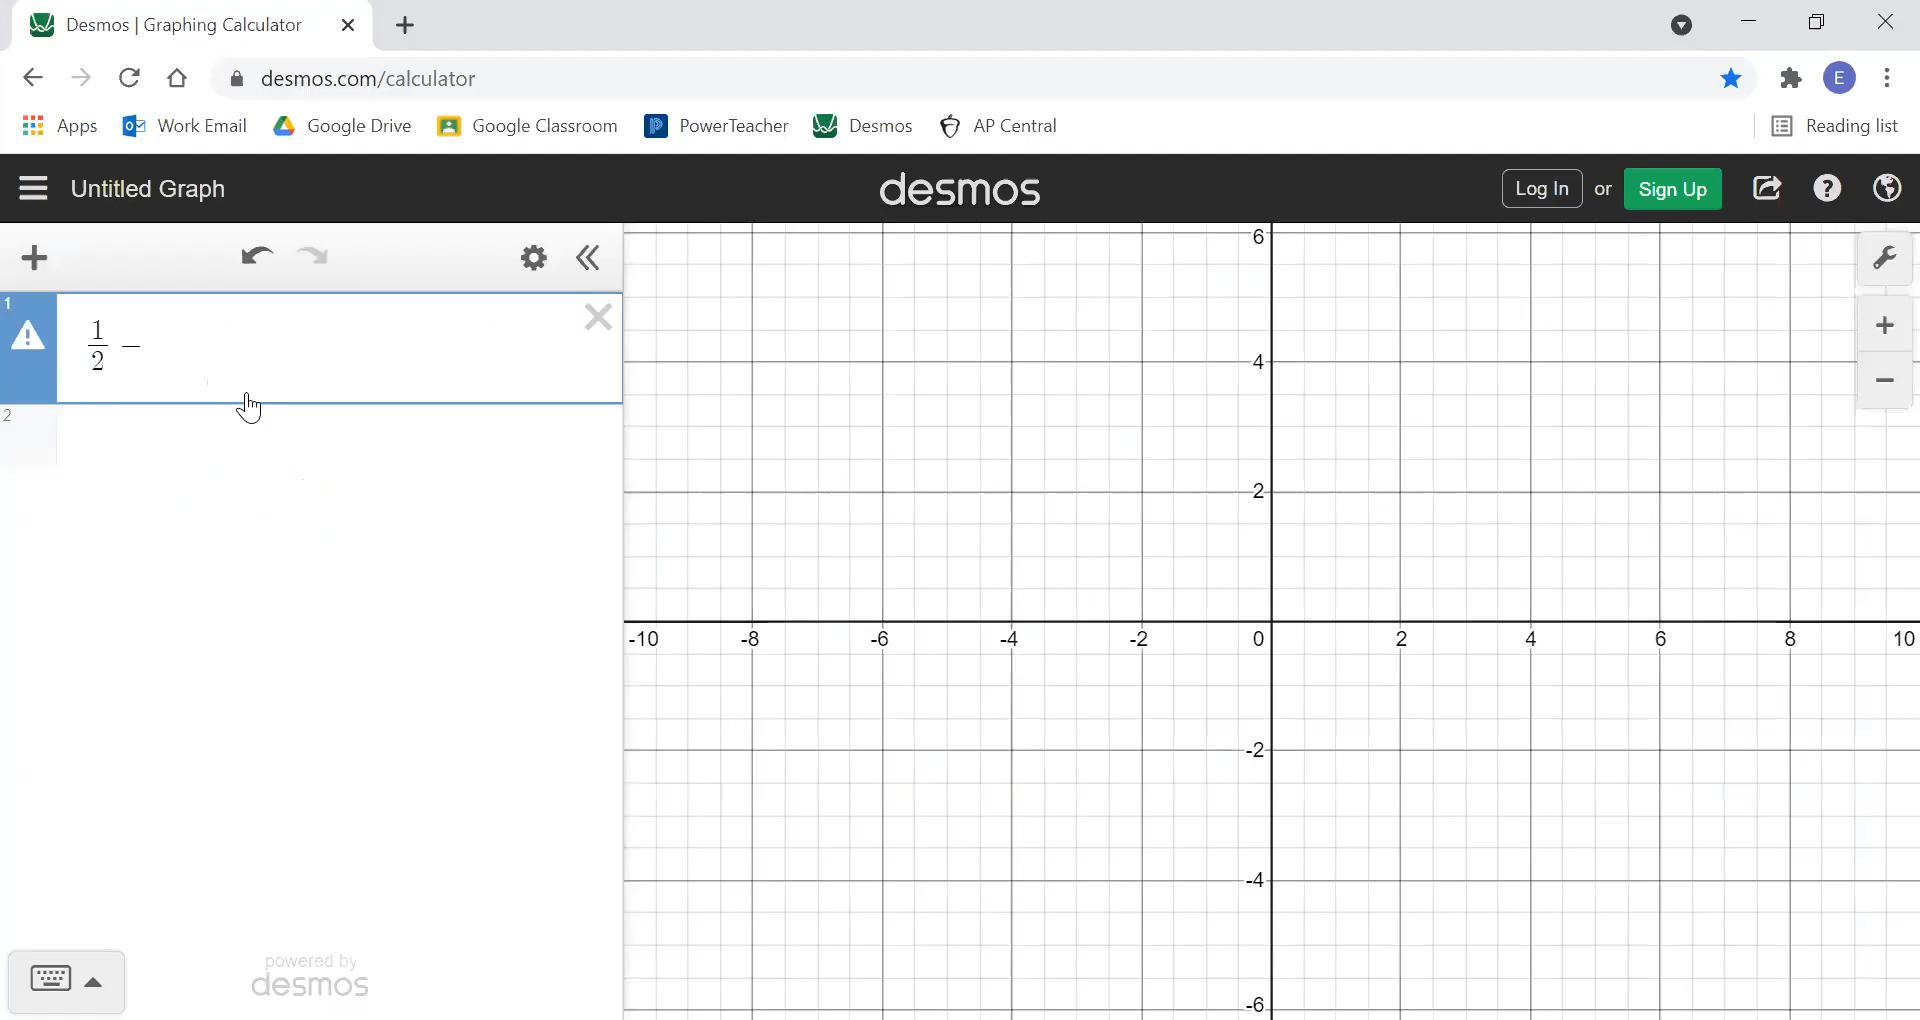 Desmos | Graphing Calculator
desmos.com/calculator
E
Apps Work Email Google Drive Google Classroom PowerTeacher Desmos AP Central Reading list
Untitled Graph desmos Log In or Sign Up
1
1/2 −
2
powered by
desmos
6
4
2
-10 -8 -6 -4 -2 0 2 4 6 8 10
-2
-4
-6